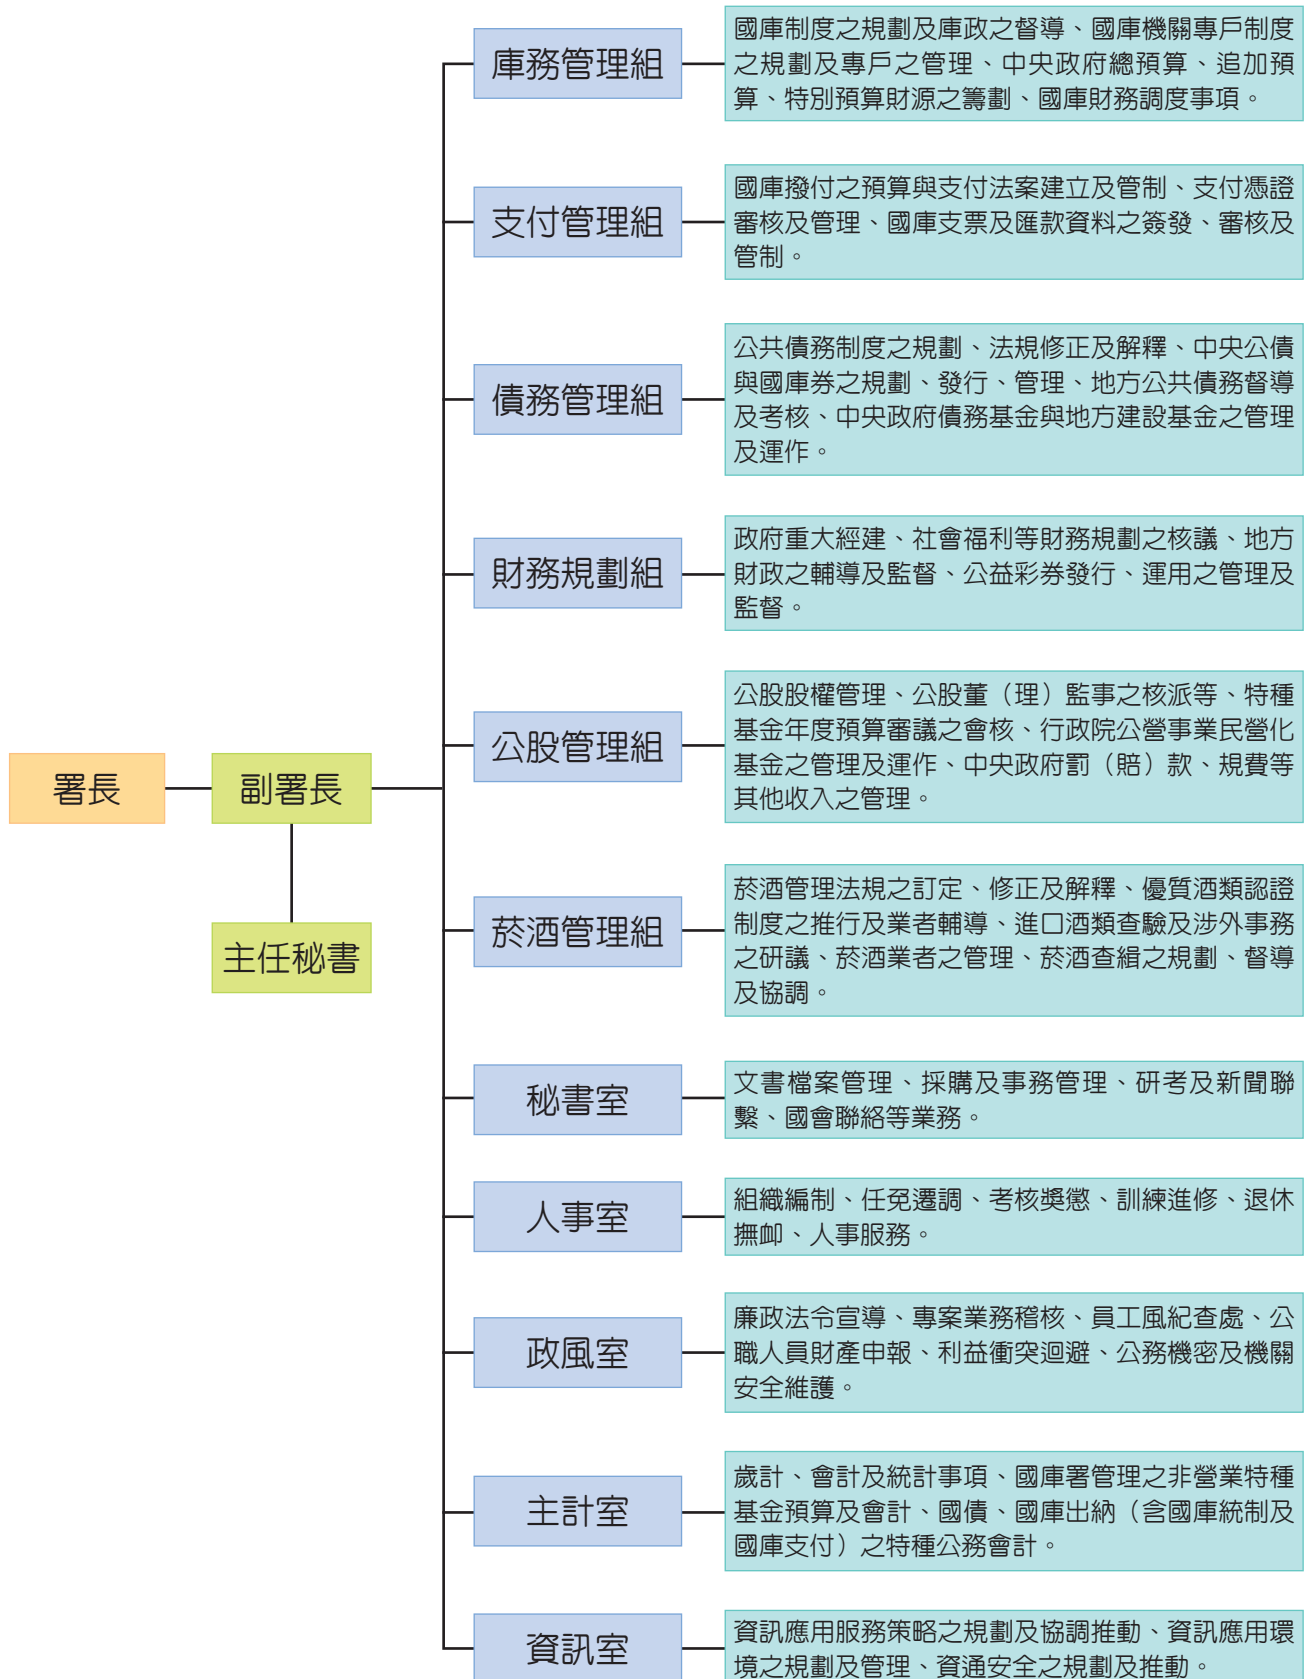 署長
副署長
主任秘書
庫務管理組
國庫制度之規劃及庫政之督導、國庫機關專戶制度
之規劃及專戶之管理、中央政府總預算、追加預
算、特別預算財源之籌劃、國庫財務調度事項。
支付管理組
國庫撥付之預算與支付法案建立及管制、支付憑證
審核及管理、國庫支票及匯款資料之簽發、審核及
管制。
債務管理組
公共債務制度之規劃、法規修正及解釋、中央公債
與國庫券之規劃、發行、管理、地方公共債務督導
及考核、中央政府債務基金與地方建設基金之管理
及運作。
財務規劃組
政府重大經建、社會福利等財務規劃之核議、地方
財政之輔導及監督、公益彩券發行、運用之管理及
監督。
公股管理組
公股股權管理、公股董（理）監事之核派等、特種
基金年度預算審議之會核、行政院公營事業民營化
基金之管理及運作、中央政府罰（賠）款、規費等
其他收入之管理。
菸酒管理組
菸酒管理法規之訂定、修正及解釋、優質酒類認證
制度之推行及業者輔導、進口酒類查驗及涉外事務
之研議、菸酒業者之管理、菸酒查緝之規劃、督導
及協調。
秘書室
文書檔案管理、採購及事務管理、研考及新聞聯
繫、國會聯絡等業務。
人事室
組織編制、任免遷調、考核獎懲、訓練進修、退休
撫卹、人事服務。
政風室
廉政法令宣導、專案業務稽核、員工風紀查處、公
職人員財產申報、利益衝突迴避、公務機密及機關
安全維護。
主計室
歲計、會計及統計事項、國庫署管理之非營業特種
基金預算及會計、國債、國庫出納（含國庫統制及
國庫支付）之特種公務會計。
資訊室
資訊應用服務策略之規劃及協調推動、資訊應用環
境之規劃及管理、資通安全之規劃及推動。